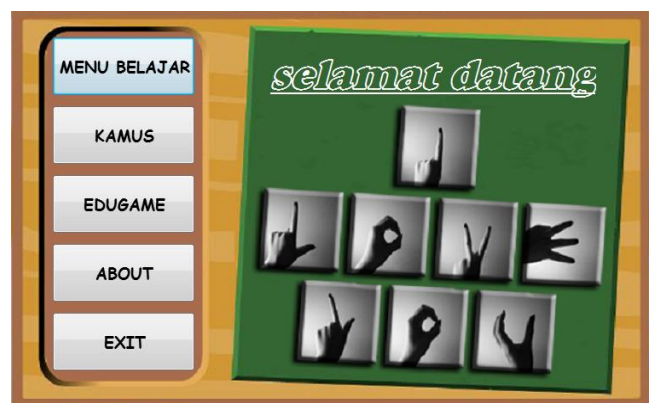 MENU BELAJAR
KAMUS
EDUGAME
ABOUT
EXIT
selamat datang